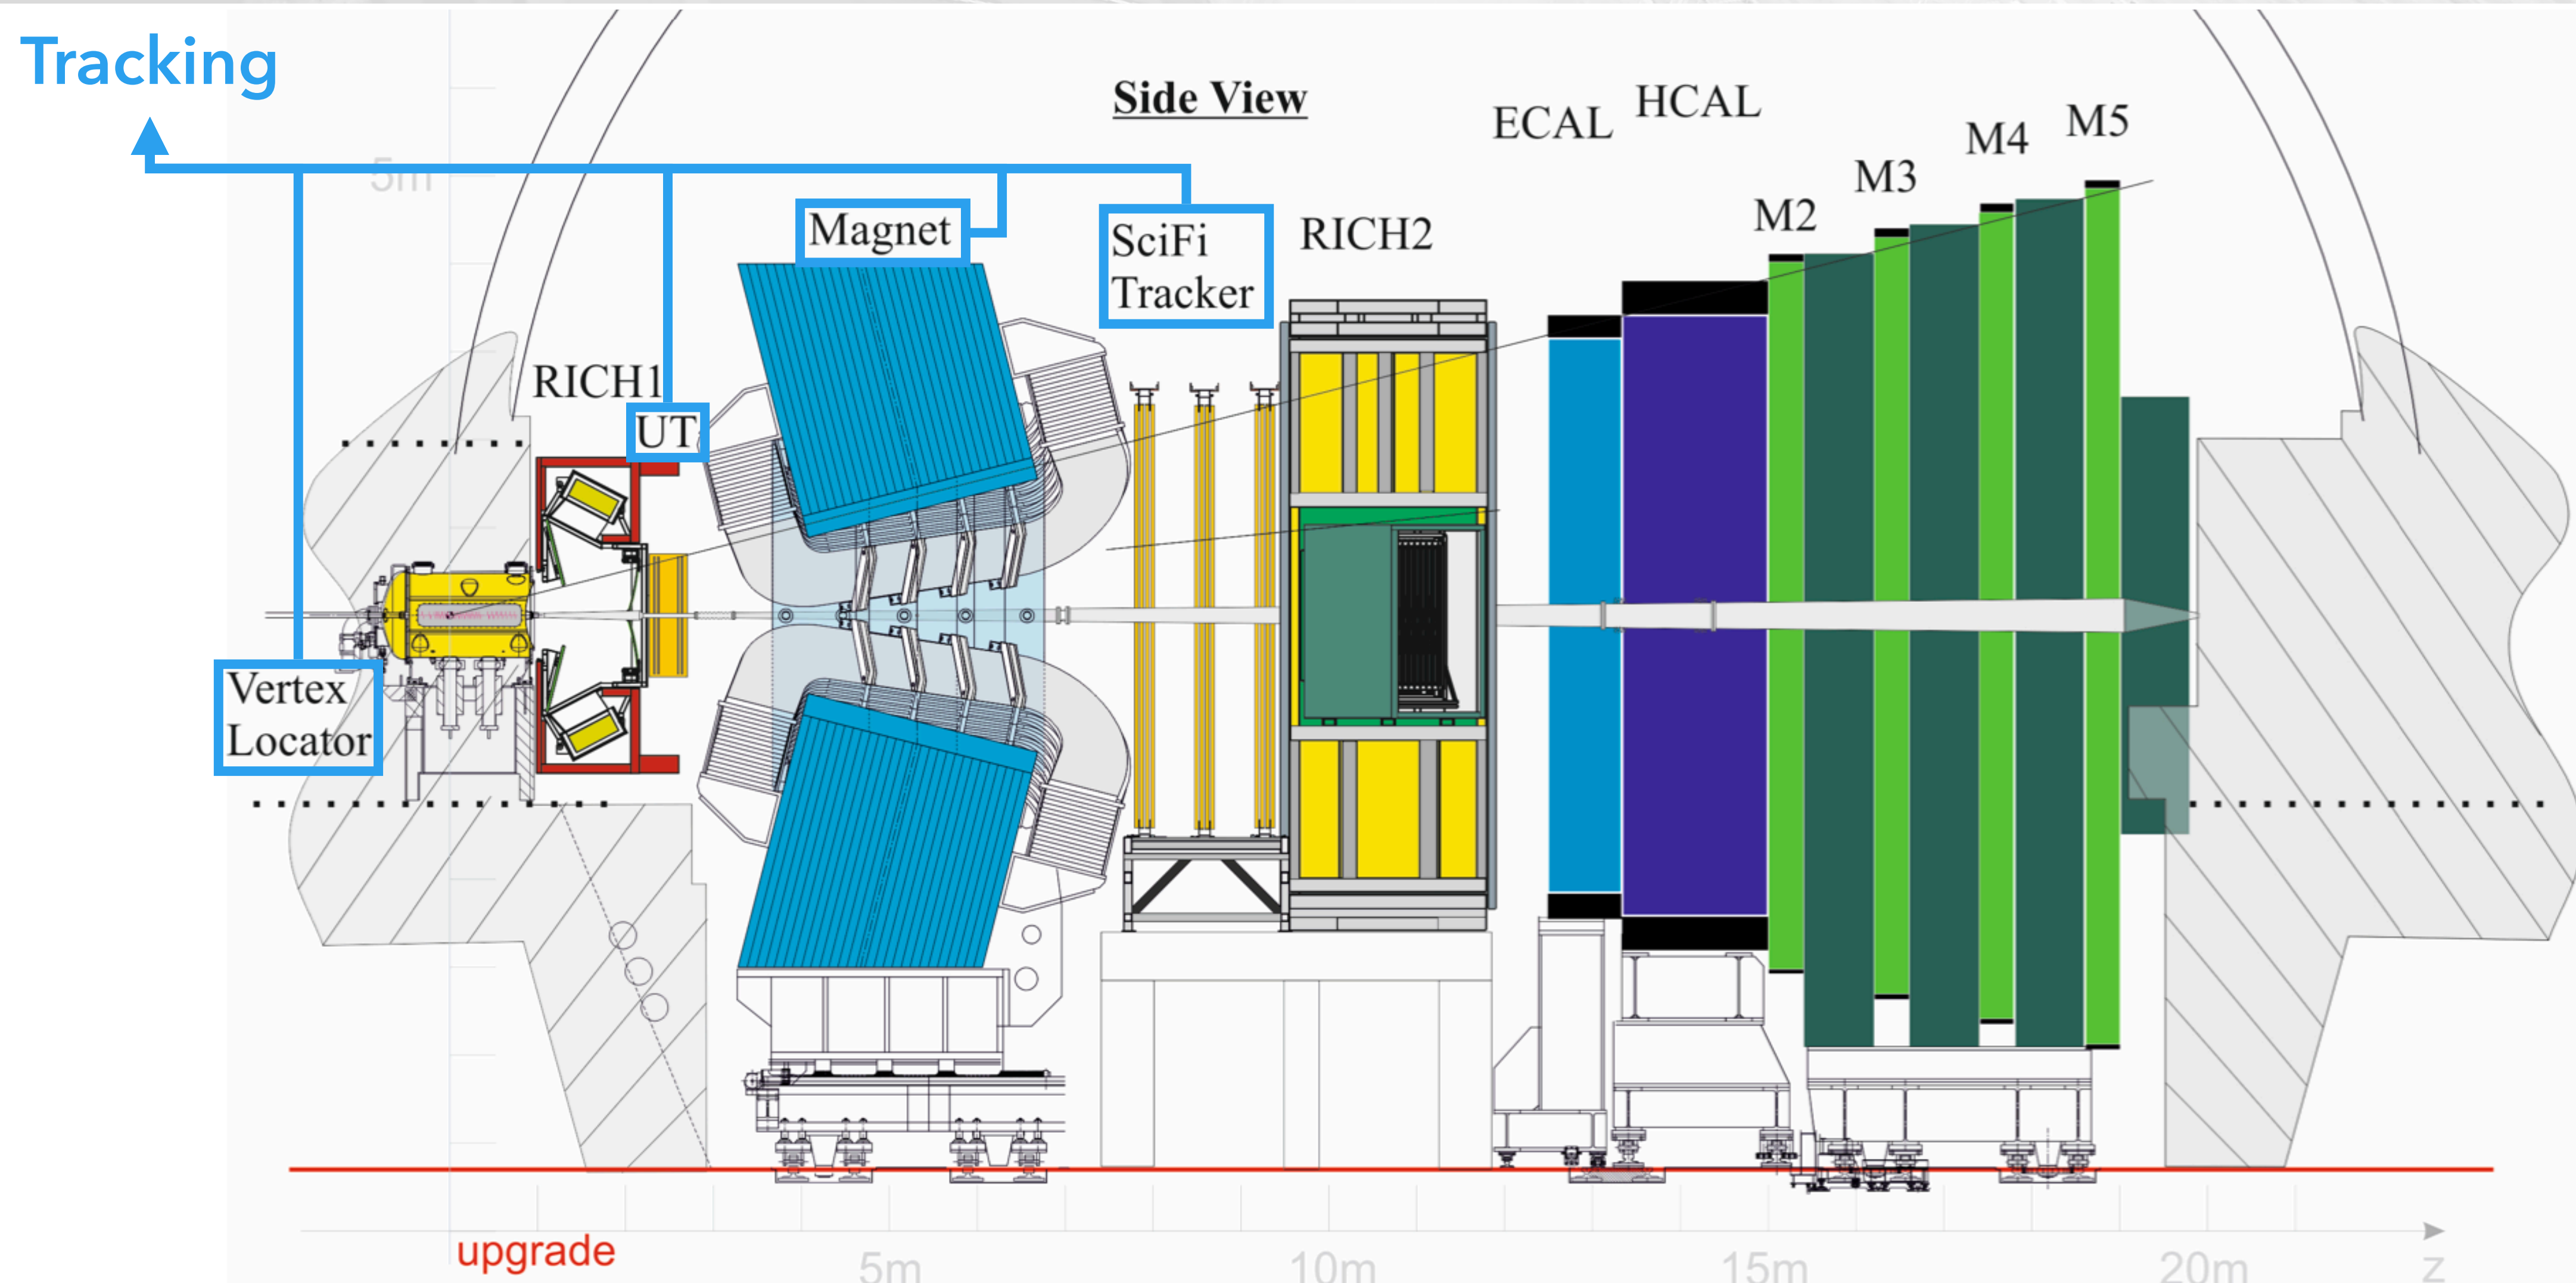 Tracking
Side View
ECAL
HCAL
M5
M4
M3
M2
5m
Magnet
SciFi
Tracker
RICH2
RICH1
UT
Vertex
Locator
upgrade
5m
10m
15m
20m
z